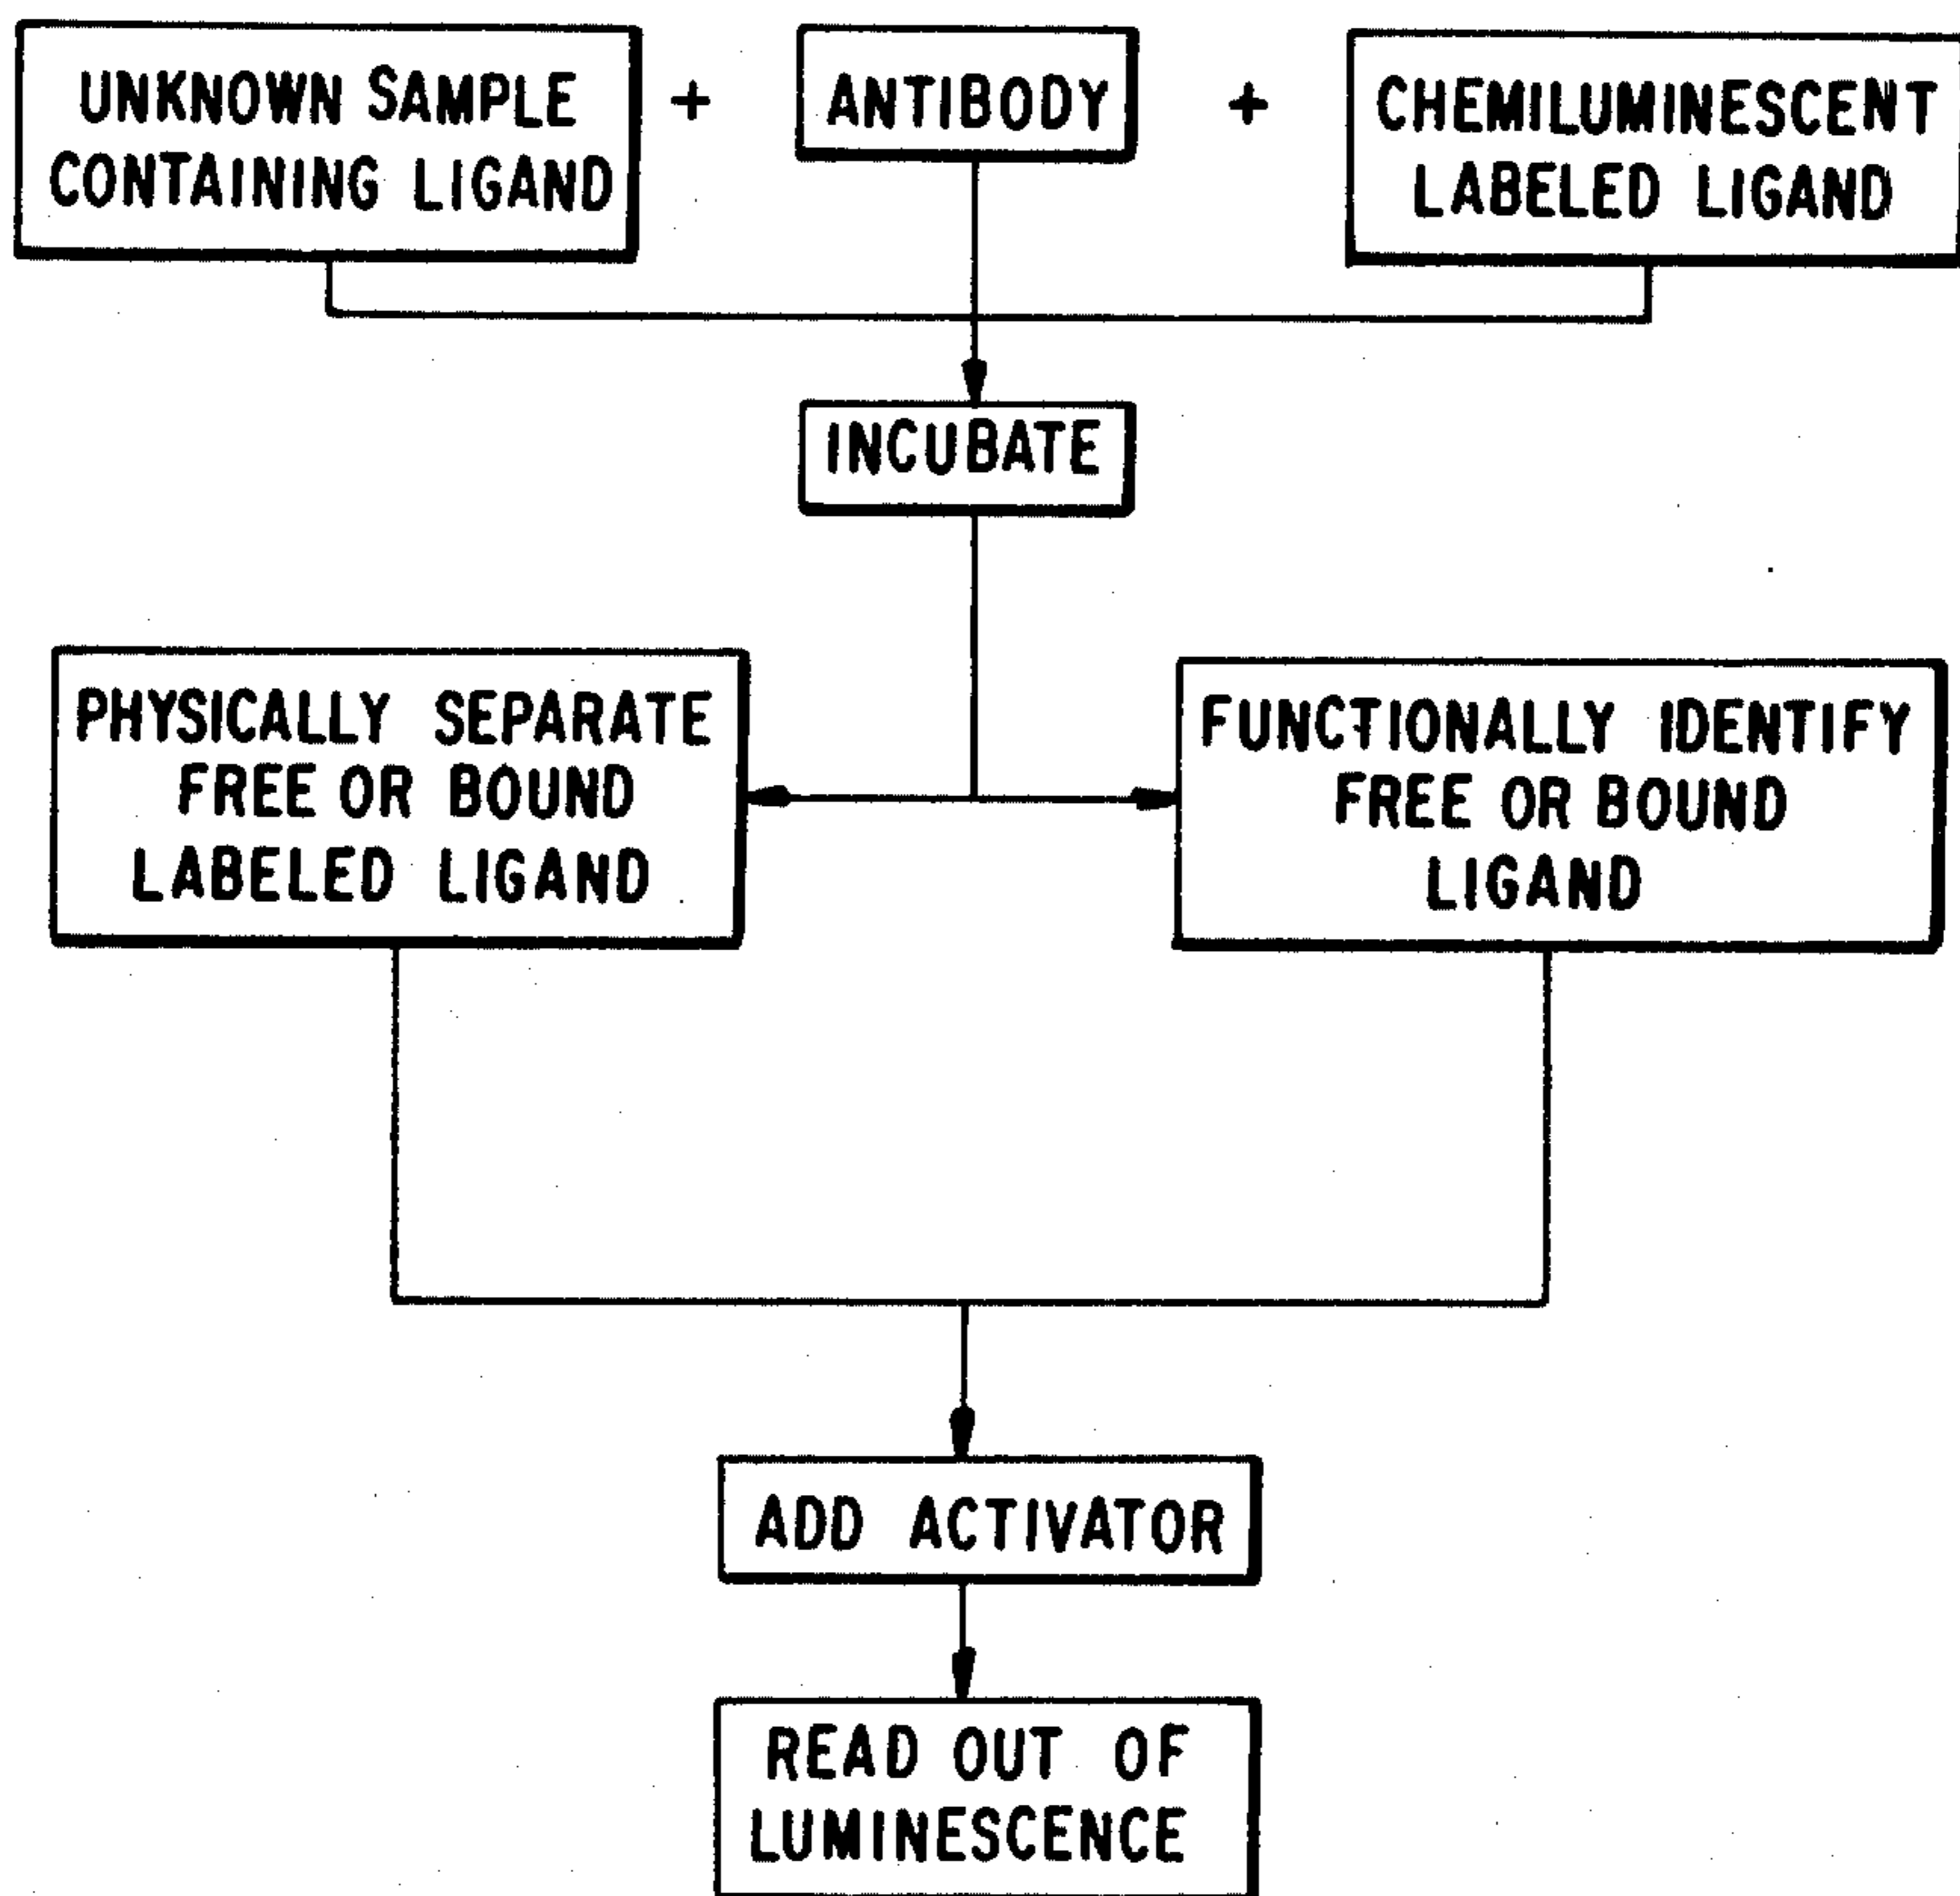 UNKNOWN SAMPLE
CONTAINING LIGAND
+
ANTIBODY
+
CHEMILUMINESCENT
LABELED LIGAND
INCUBATE
PHYSICALLY SEPARATE
FREE OR BOUND
LABELED LIGAND
FUNCTIONALLY IDENTIFY
FREE OR BOUND
LIGAND
ADD ACTIVATOR
READ OUT OF
LUMINESCENCE